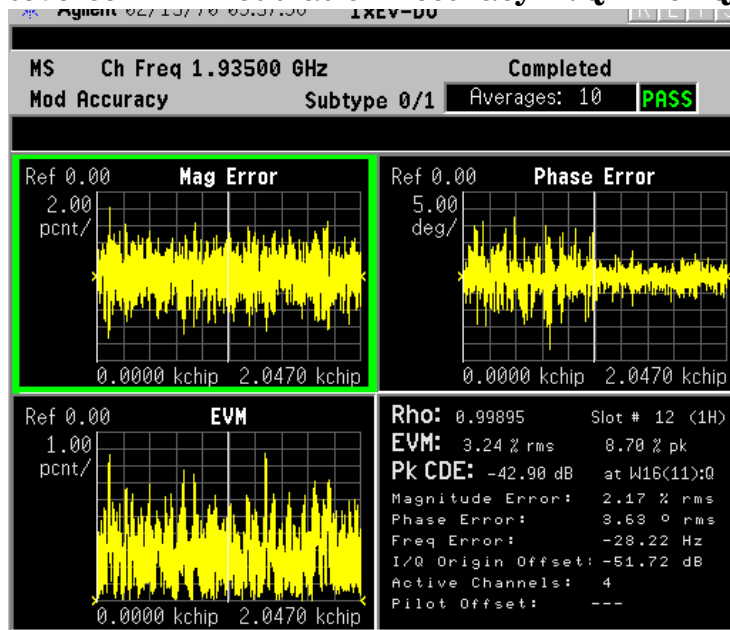 Agilent 1xEV-DO
MS Ch Freq 1.93500 GHz Completed
Mod Accuracy Subtype 0/1 Averages: 10 PASS
Ref 0.00 Mag Error
2.00
pcnt/
0.0000 kchip 2.0470 kchip
Ref 0.00 Phase Error
5.00
deg/
0.0000 kchip 2.0470 kchip
Ref 0.00 EVM
1.00
pcnt/
0.0000 kchip 2.0470 kchip
Rho: 0.99895 Slot # 12 (1H)
EVM: 3.24 % rms 8.70 % pk
Pk CDE: -42.90 dB at W16(11):Q
Magnitude Error: 2.17 % rms
Phase Error: 3.63 º rms
Freq Error: -28.22 Hz
I/Q Origin Offset: -51.72 dB
Active Channels: 4
Pilot Offset: ---